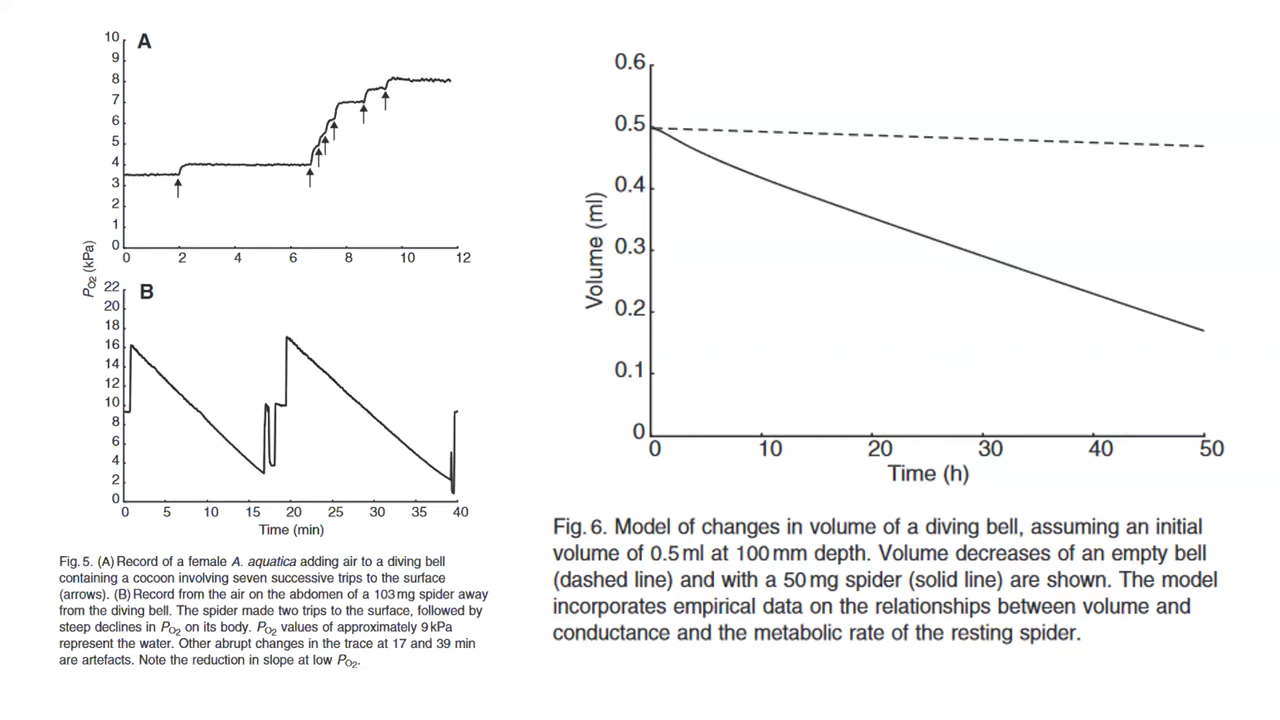 A
10
9
8
7
6
5
4
3
2
1
0
0 2 4 6 8 10 12
P O2 (kPa)
B
22
20
18
16
14
12
10
8
6
4
2
0
0 5 10 15 20 25 30 35 40
Time (min)
Fig. 5. (A) Record of a female A. aquatica adding air to a diving bell
containing a cocoon involving seven successive trips to the surface
(arrows). (B) Record from the air on the abdomen of a 103 mg spider away
from the diving bell. The spider made two trips to the surface, followed by
steep declines in PO2 on its body. PO2 values of approximately 9 kPa
represent the water. Other abrupt changes in the trace at 17 and 39 min
are artefacts. Note the reduction in slope at low PO2.
0.6
0.5
0.4
0.3
0.2
0.1
0
Volume (ml)
0 10 20 30 40 50
Time (h)
Fig. 6. Model of changes in volume of a diving bell, assuming an initial
volume of 0.5 ml at 100 mm depth. Volume decreases of an empty bell
(dashed line) and with a 50 mg spider (solid line) are shown. The model
incorporates empirical data on the relationships between volume and
conductance and the metabolic rate of the resting spider.